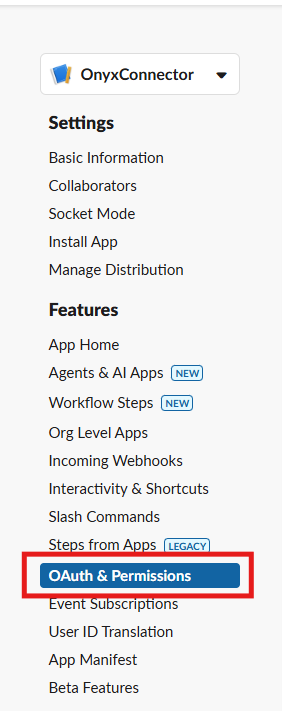 OnyxConnector
Settings
Basic Information
Collaborators
Socket Mode
Install App
Manage Distribution
Features
App Home
Agents & AI Apps NEW
Workflow Steps NEW
Org Level Apps
Incoming Webhooks
Interactivity & Shortcuts
Slash Commands
Steps from Apps LEGACY
OAuth & Permissions
Event Subscriptions
User ID Translation
App Manifest
Beta Features